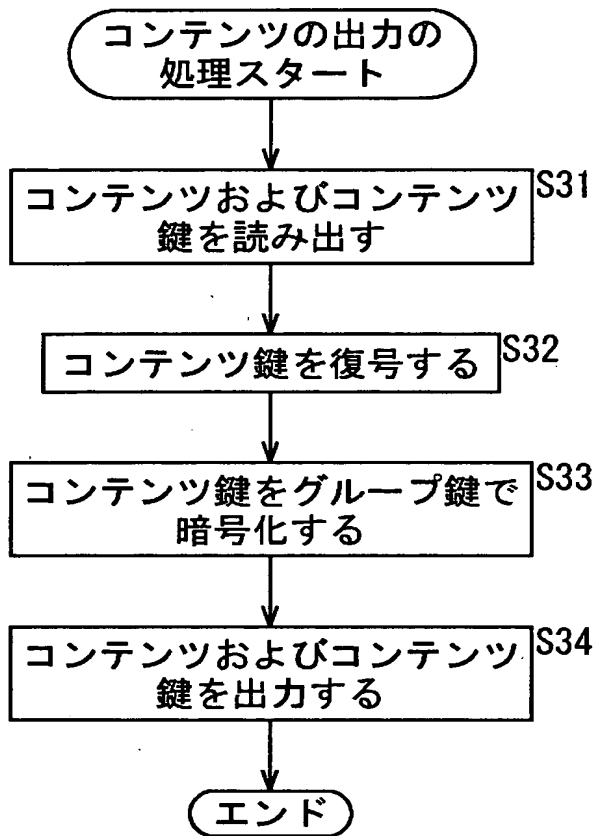 コンテンツの出力の
処理スタート
S31
コンテンツおよびコンテンツ
鍵を読み出す
S32
コンテンツ鍵を復号する
S33
コンテンツ鍵をグループ鍵で
暗号化する
S34
コンテンツおよびコンテンツ
鍵を出力する
エンド